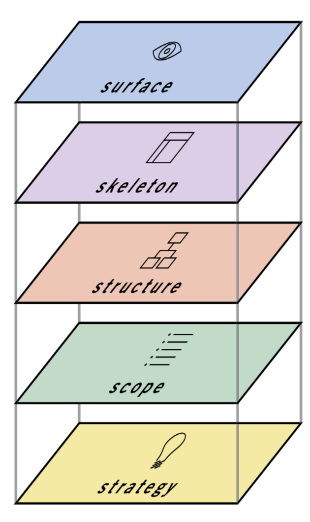 surface
skeleton
structure
scope
strategy